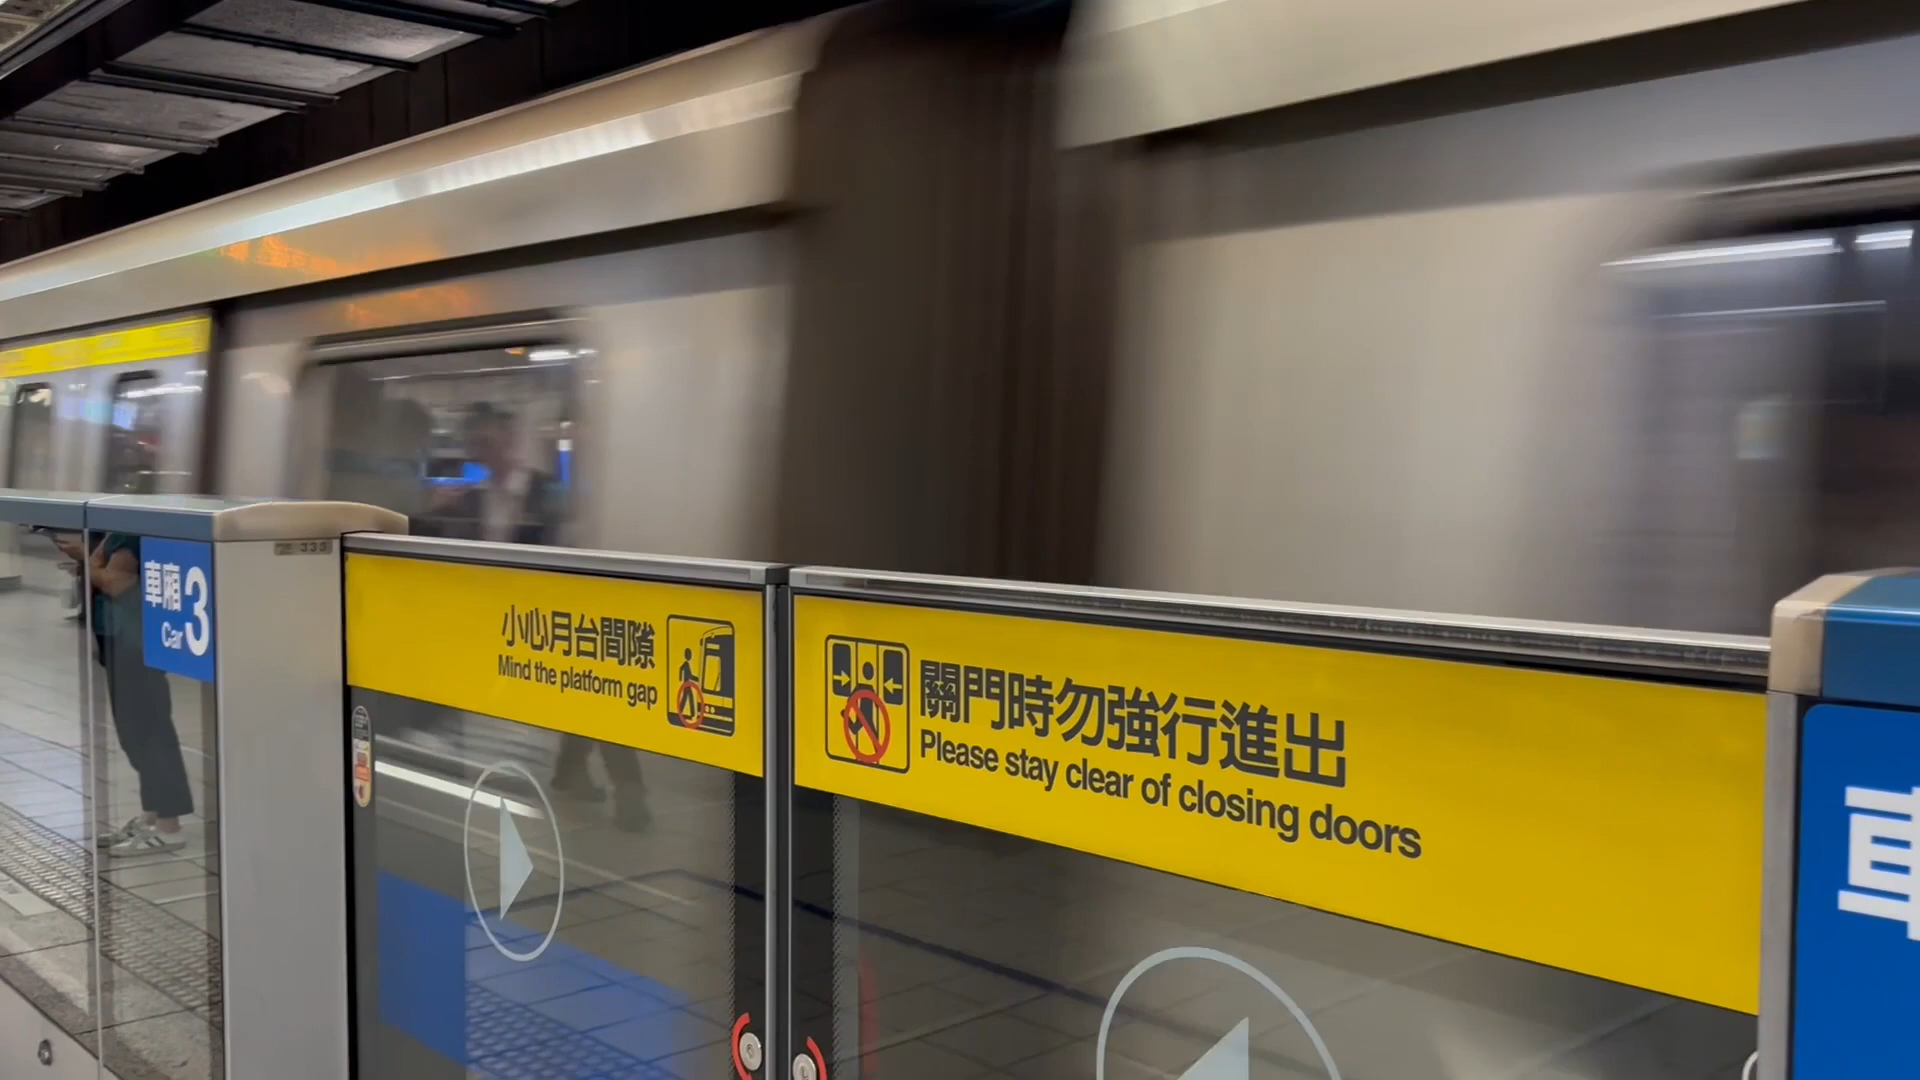 車廂 3
Car
小心月台間隙
Mind the platform gap
關門時勿強行進出
Please stay clear of closing doors
車